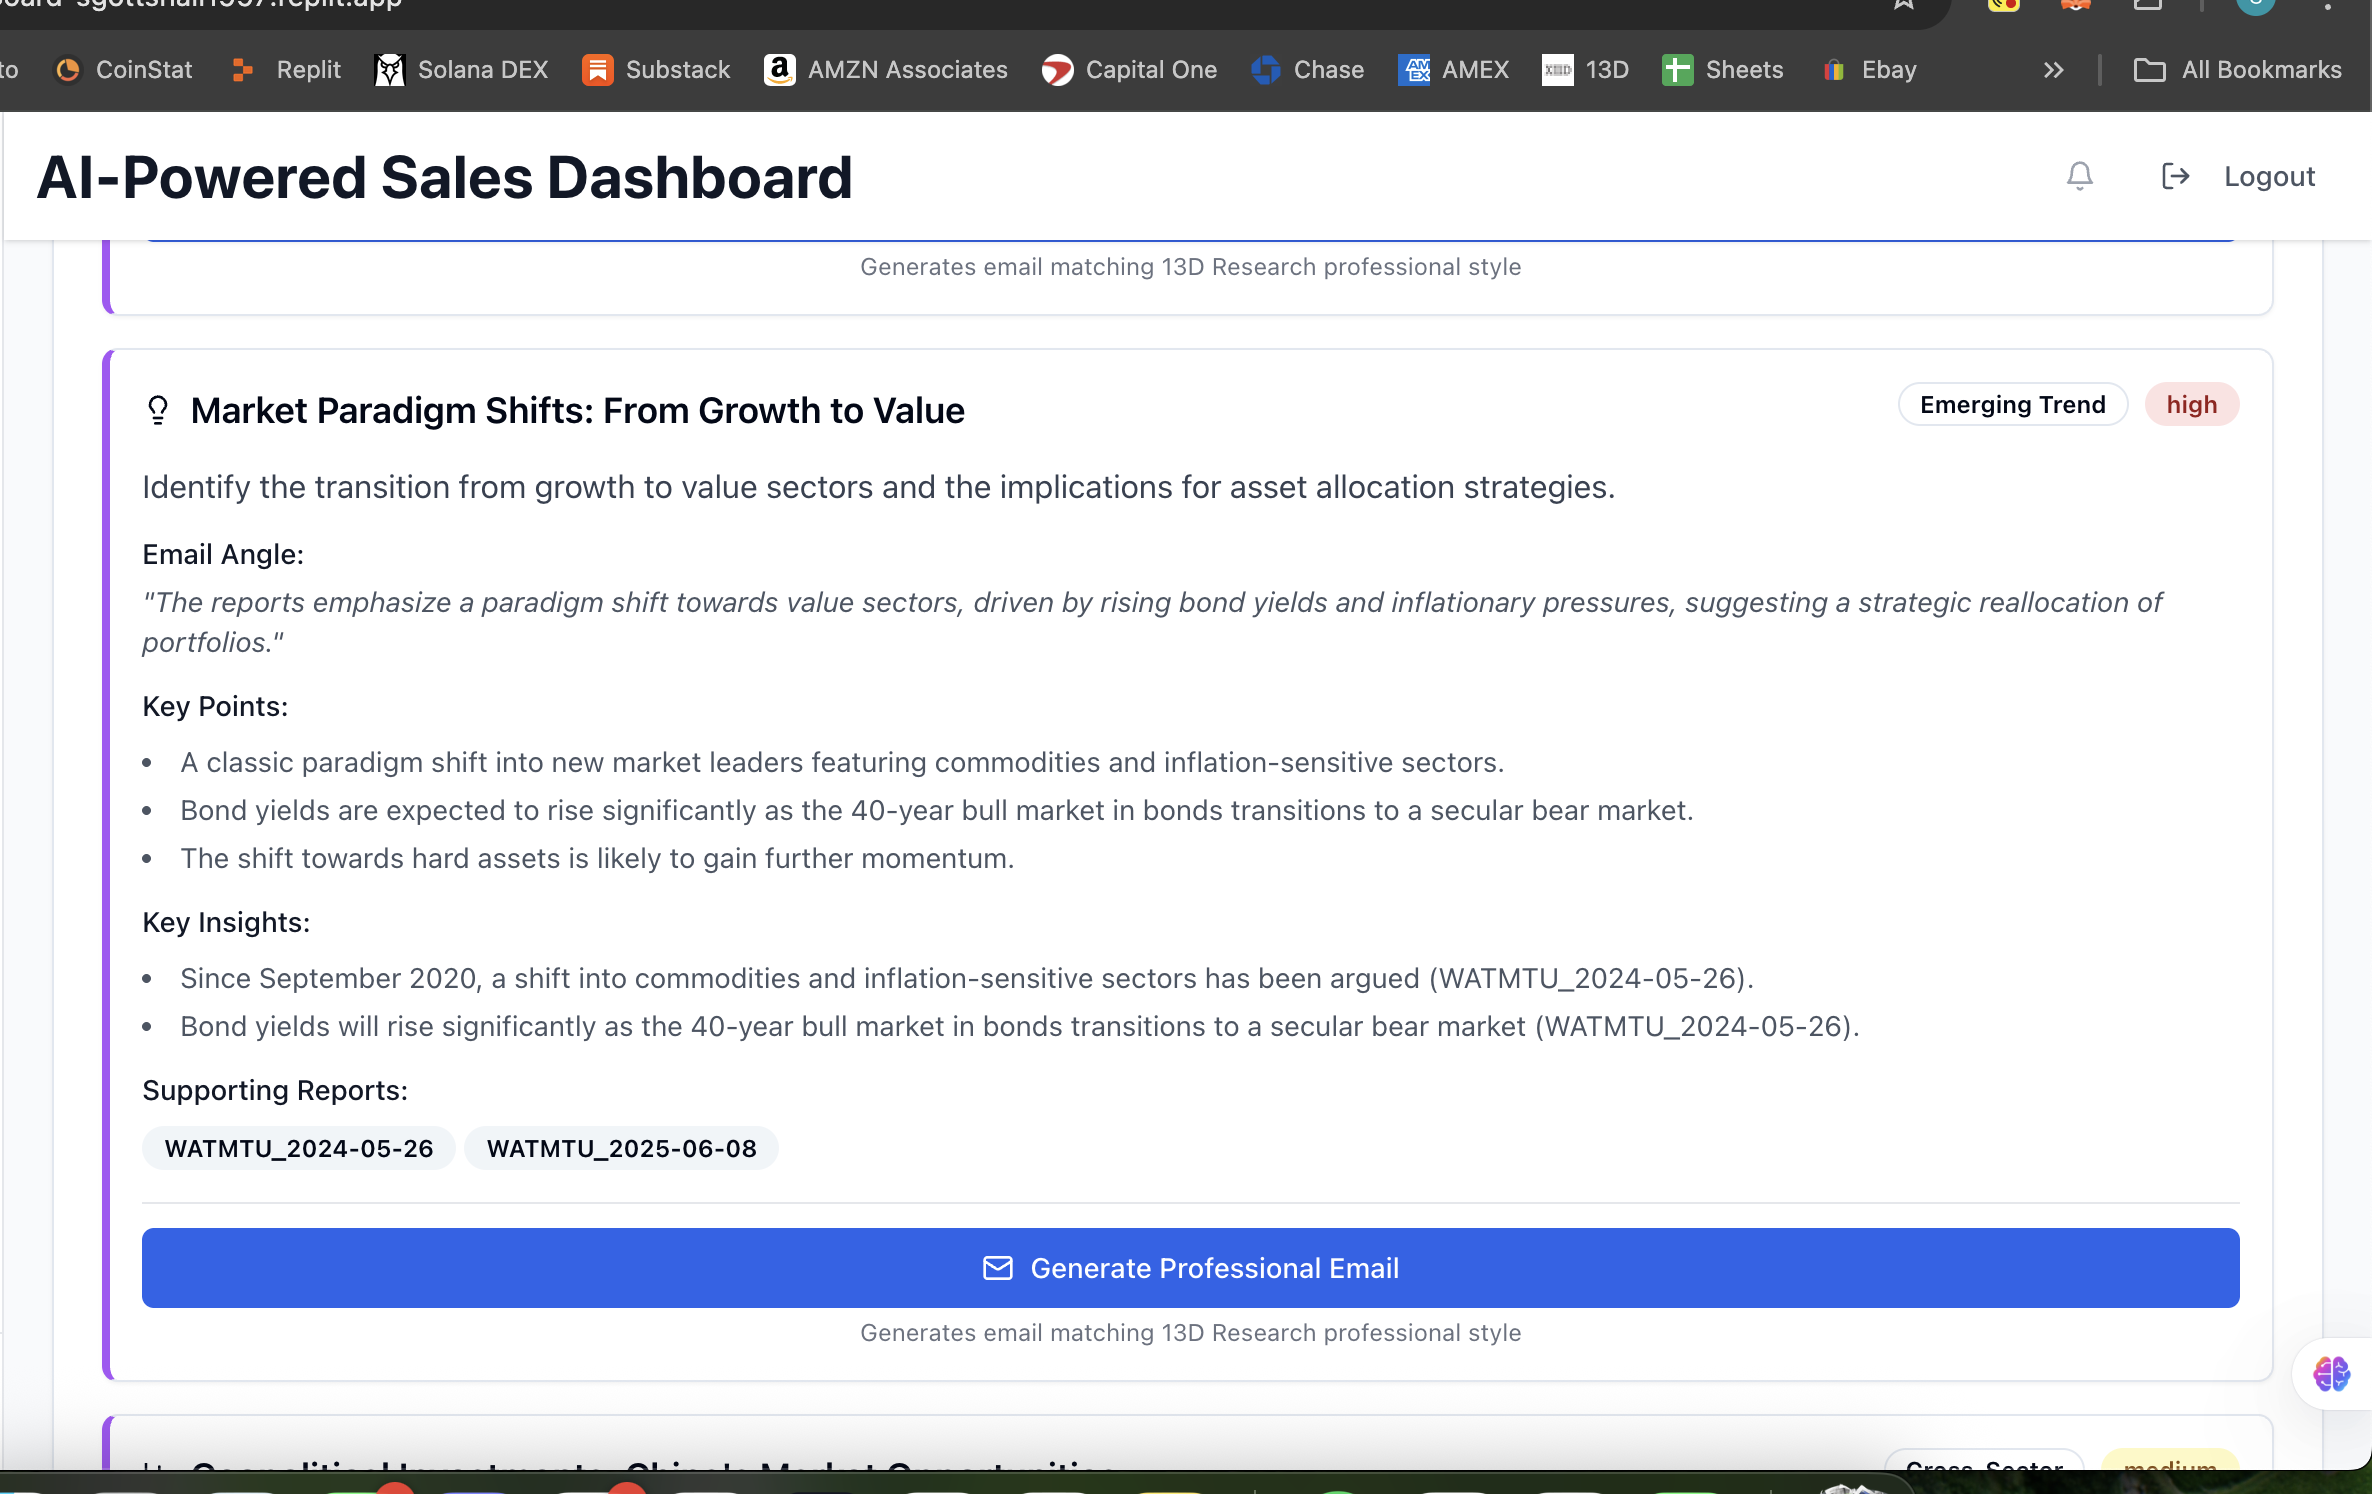 CoinStat Replit Solana DEX Substack AMZN Associates Capital One Chase AMEX 13D Sheets Ebay All Bookmarks
AI-Powered Sales Dashboard
Logout
Generates email matching 13D Research professional style
Market Paradigm Shifts: From Growth to Value
Emerging Trend high
Identify the transition from growth to value sectors and the implications for asset allocation strategies.
Email Angle:
"The reports emphasize a paradigm shift towards value sectors, driven by rising bond yields and inflationary pressures, suggesting a strategic reallocation of
portfolios."
Key Points:
• A classic paradigm shift into new market leaders featuring commodities and inflation-sensitive sectors.
• Bond yields are expected to rise significantly as the 40-year bull market in bonds transitions to a secular bear market.
• The shift towards hard assets is likely to gain further momentum.
Key Insights:
• Since September 2020, a shift into commodities and inflation-sensitive sectors has been argued (WATMTU_2024-05-26).
• Bond yields will rise significantly as the 40-year bull market in bonds transitions to a secular bear market (WATMTU_2024-05-26).
Supporting Reports:
WATMTU_2024-05-26 WATMTU_2025-06-08
Generate Professional Email
Generates email matching 13D Research professional style
Geopolitical Investments: China's Market Opportunities
Cross-Sector medium